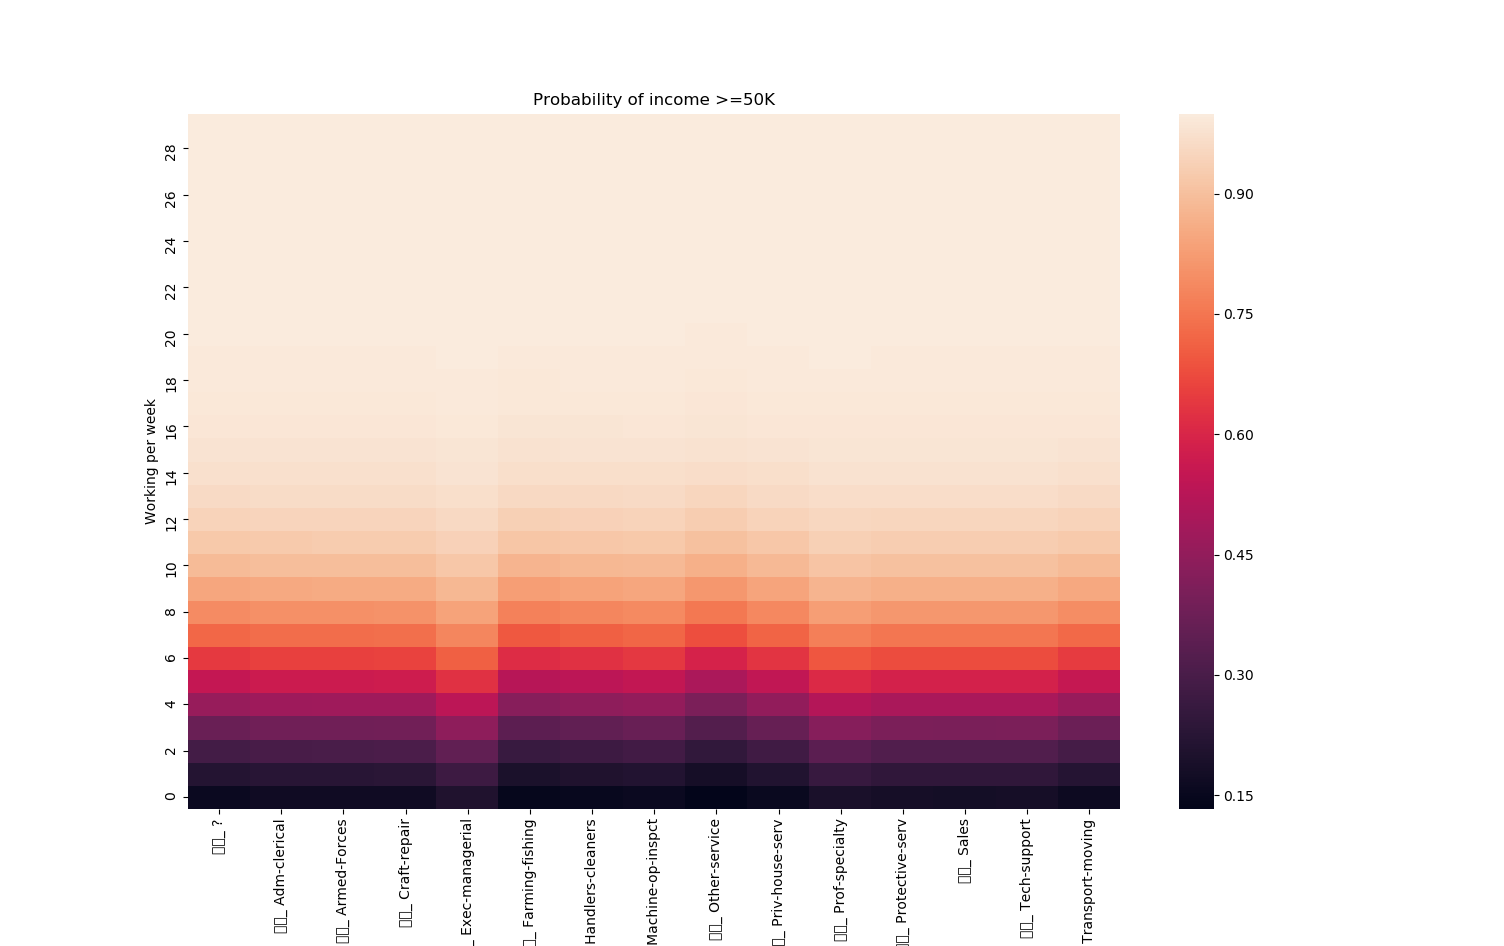 Probability of income >=50K
Working per week
28
26
24
22
20
18
16
14
12
10
8
6
4
2
0
_ ?
_ Adm-clerical
_ Armed-Forces
_ Craft-repair
_ Exec-managerial
_ Farming-fishing
Handlers-cleaners
Machine-op-inspct
_ Other-service
_ Priv-house-serv
_ Prof-specialty
_ Protective-serv
_ Sales
_ Tech-support
Transport-moving
0.90
0.75
0.60
0.45
0.30
0.15